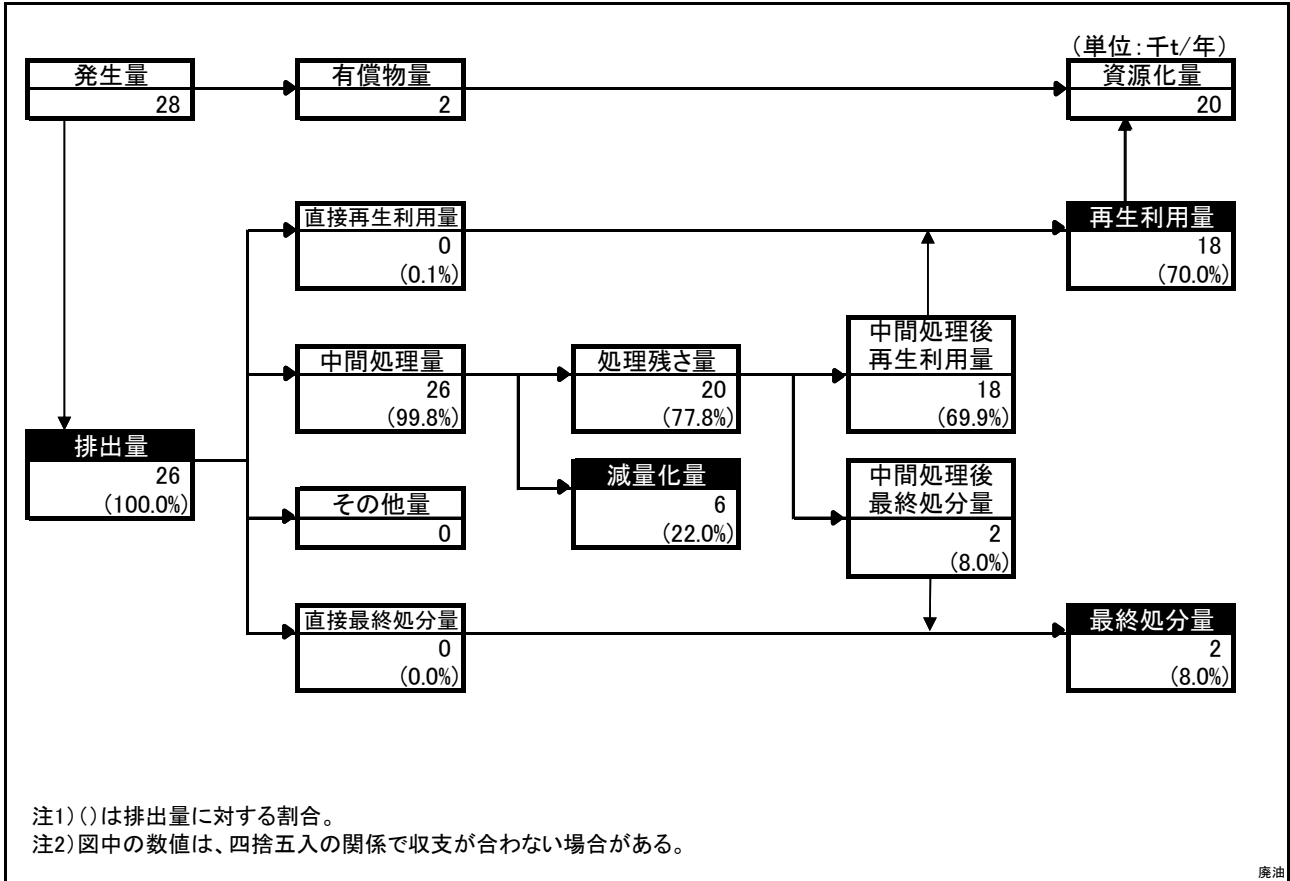 (単位:千t/年)
発生量
28
有償物量
2
資源化量
20
直接再生利用量
0
(0.1%)
再生利用量
18
(70.0%)
中間処理量
26
(99.8%)
処理残さ量
20
(77.8%)
中間処理後
再生利用量
18
(69.9%)
排出量
26
(100.0%)
その他量
0
減量化量
6
(22.0%)
中間処理後
最終処分量
2
(8.0%)
直接最終処分量
0
(0.0%)
最終処分量
2
(8.0%)
注1)()は排出量に対する割合。
注2)図中の数値は、四捨五入の関係で収支が合わない場合がある。
廃油